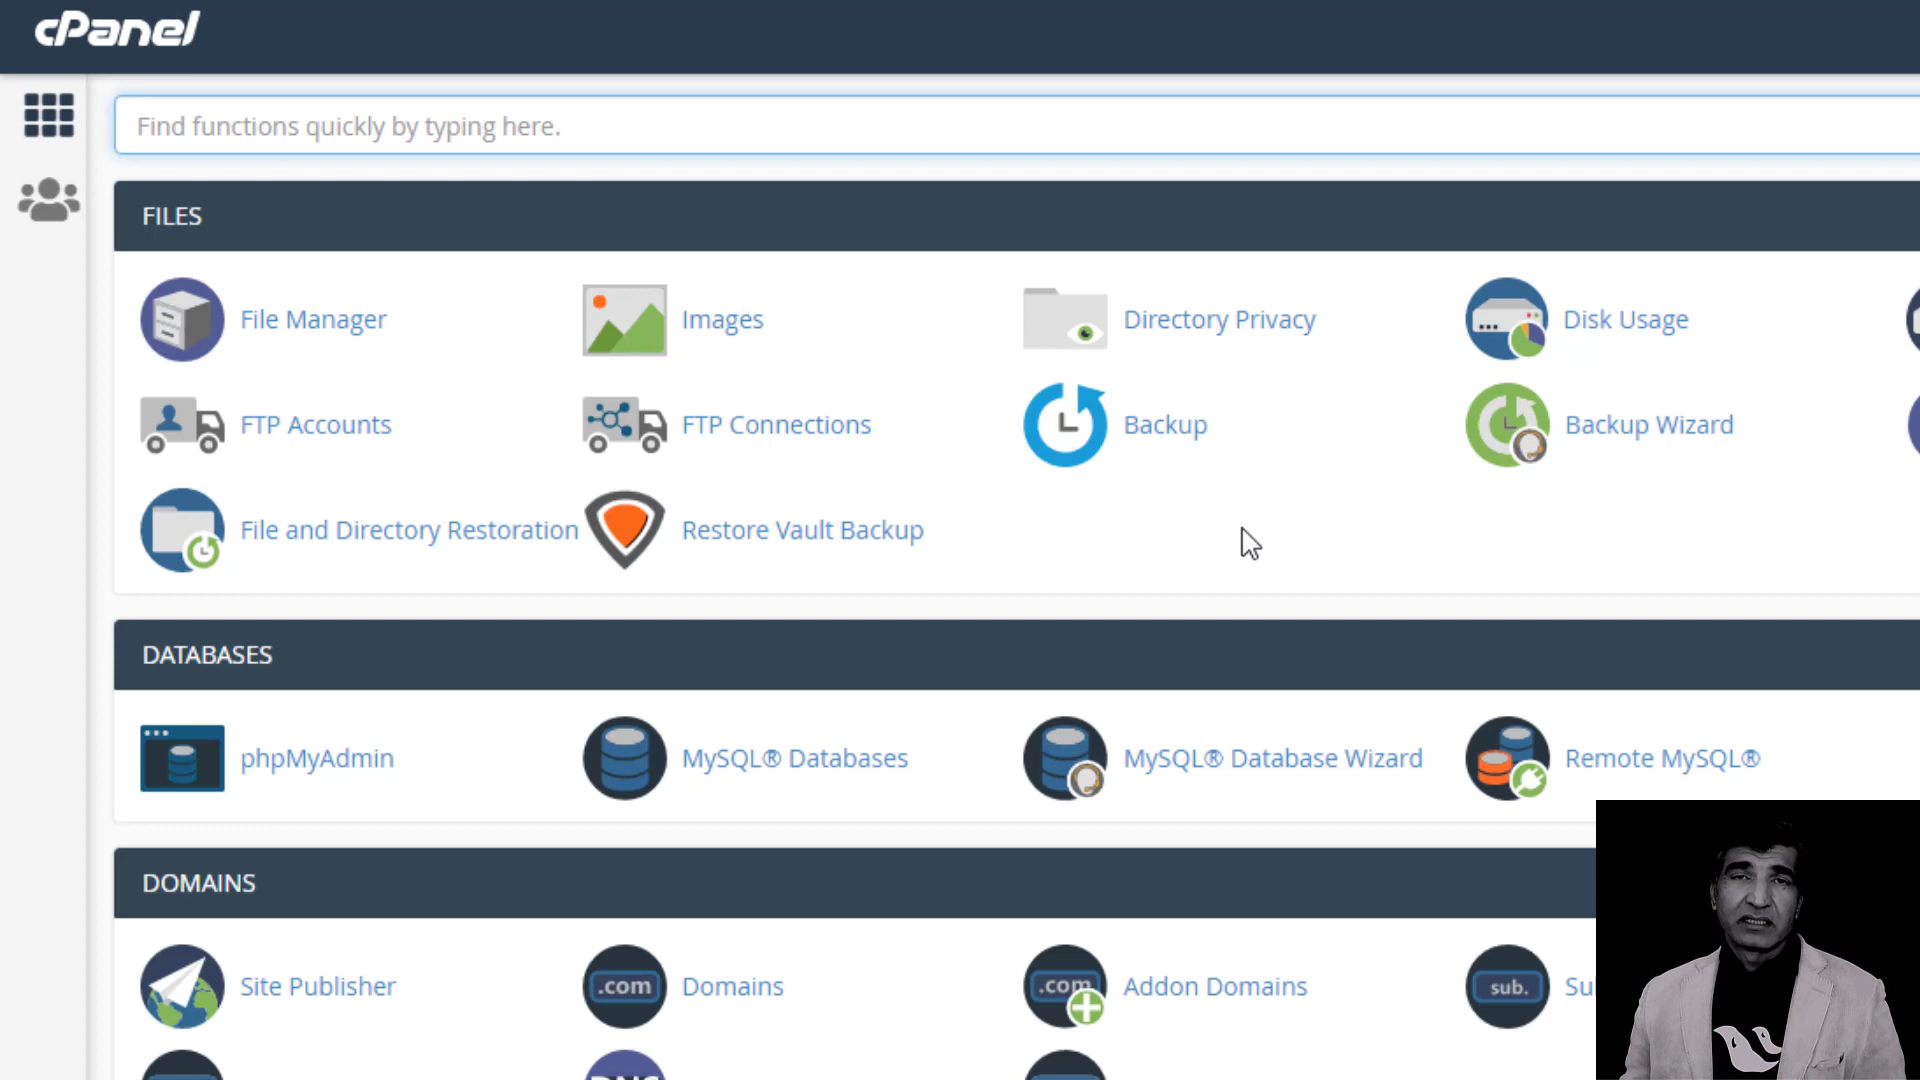 cPanel
Find functions quickly by typing here.
FILES
File Manager
Images
Directory Privacy
Disk Usage
FTP Accounts
FTP Connections
Backup
Backup Wizard
File and Directory Restoration
Restore Vault Backup
DATABASES
phpMyAdmin
MySQL® Databases
MySQL® Database Wizard
Remote MySQL®
DOMAINS
Site Publisher
.com
Domains
.com
Addon Domains
sub.
Su